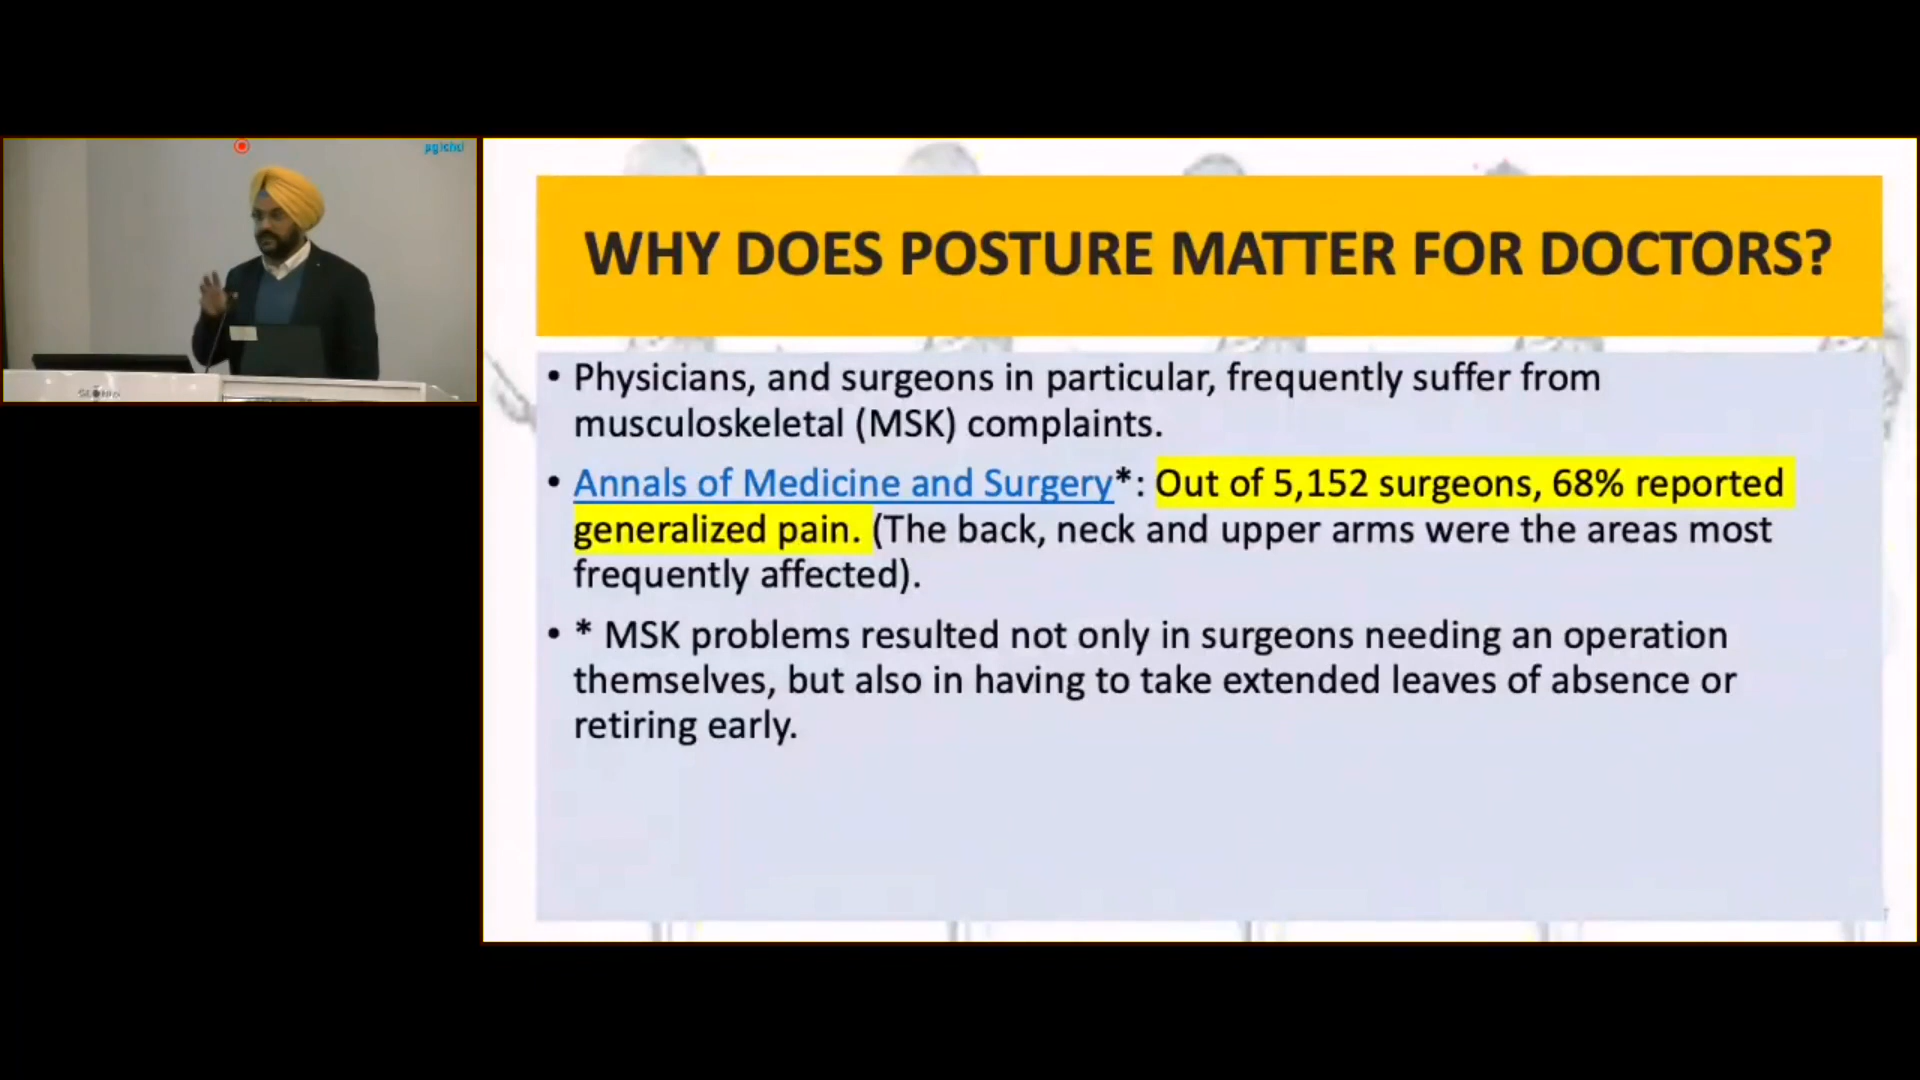 pgichd
WHY DOES POSTURE MATTER FOR DOCTORS?
• Physicians, and surgeons in particular, frequently suffer from
musculoskeletal (MSK) complaints.
• Annals of Medicine and Surgery*: Out of 5,152 surgeons, 68% reported
generalized pain. (The back, neck and upper arms were the areas most
frequently affected).
• * MSK problems resulted not only in surgeons needing an operation
themselves, but also in having to take extended leaves of absence or
retiring early.